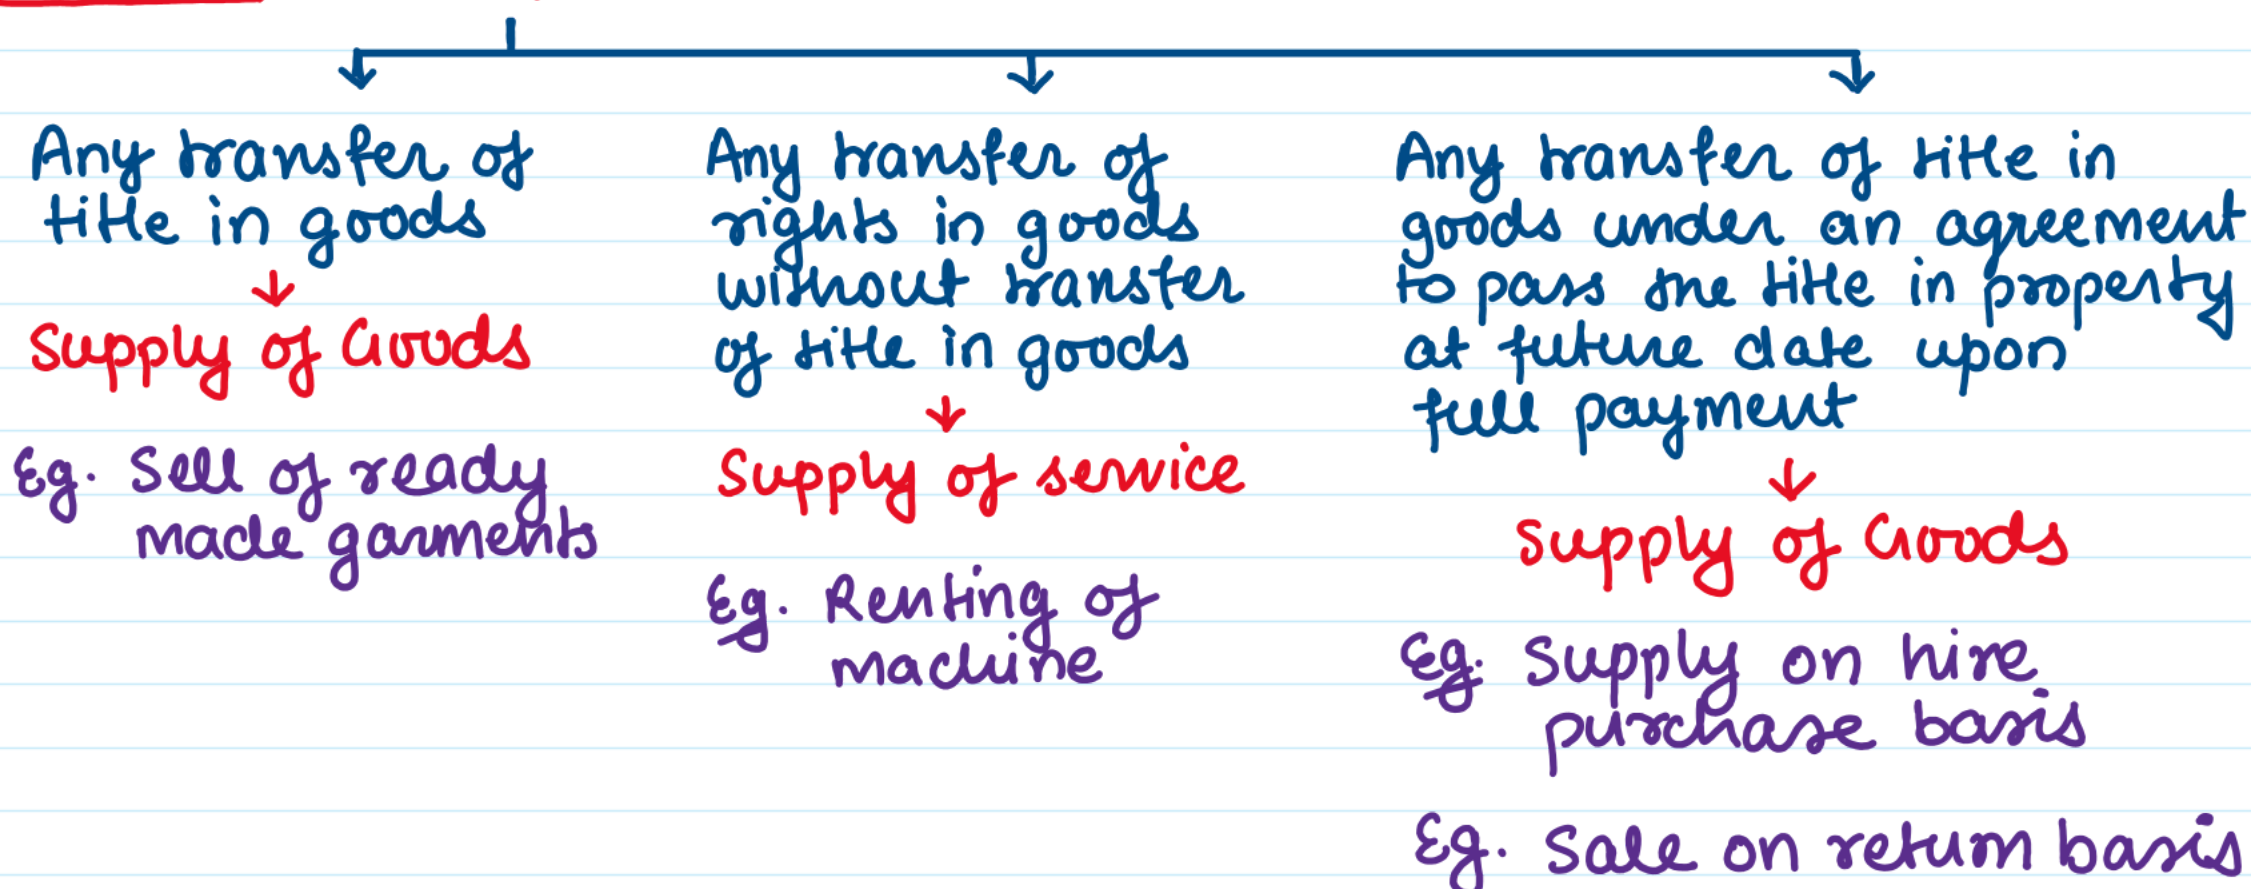 Any transfer of
title in goods
Supply of Goods
Eg. Sell of ready
made garments
Any transfer of
rights in goods
without transfer
of title in goods
Supply of service
Eg. Renting of
machine
Any transfer of title in
goods under an agreement
to pass the title in property
at future date upon
full payment
Supply of Goods
Eg. Supply on hire
purchase basis
Eg. Sale on return basis